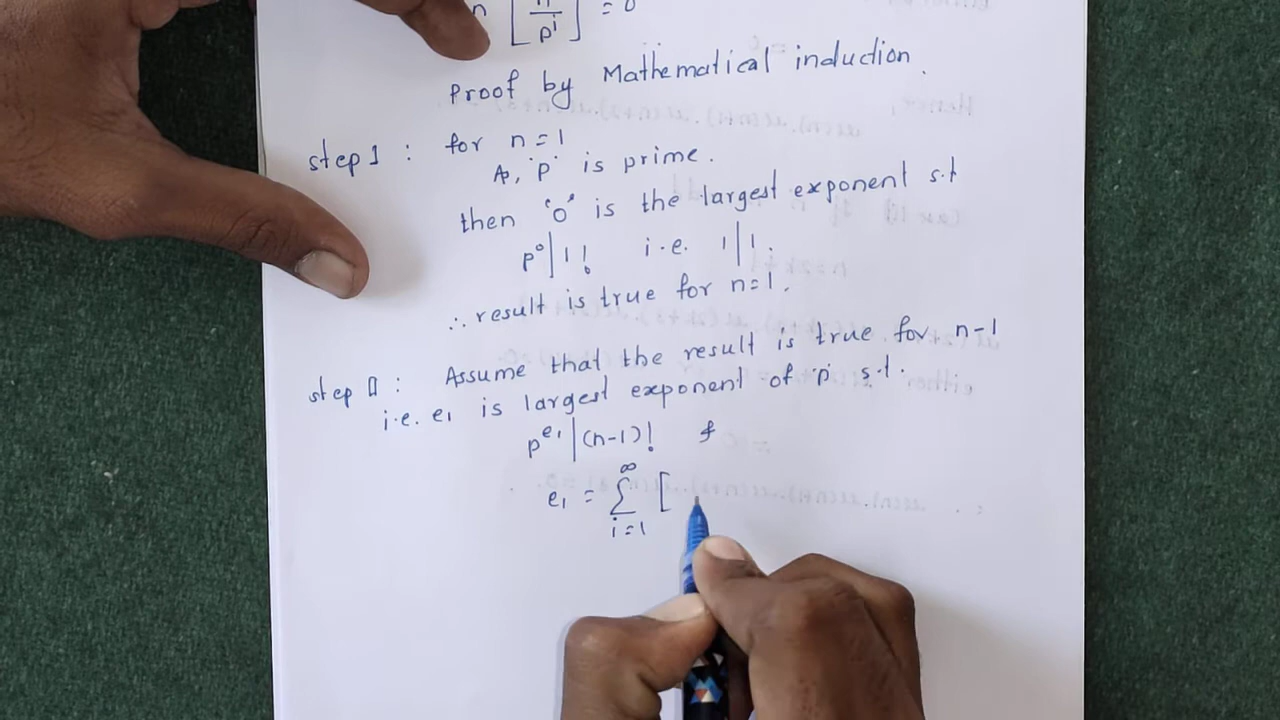 [n/p^i] = 0
Proof by Mathematical induction.
step I : for n=1
As, 'p' is prime.
then '0' is the largest exponent s.t
p⁰|1! i.e. 1|1.
∴ result is true for n=1.
step II : Assume that the result is true for n-1
i.e. e₁ is largest exponent of 'p' s.t.
p^e₁|(n-1)! &
e₁ = ∑_{i=1}^∞ [